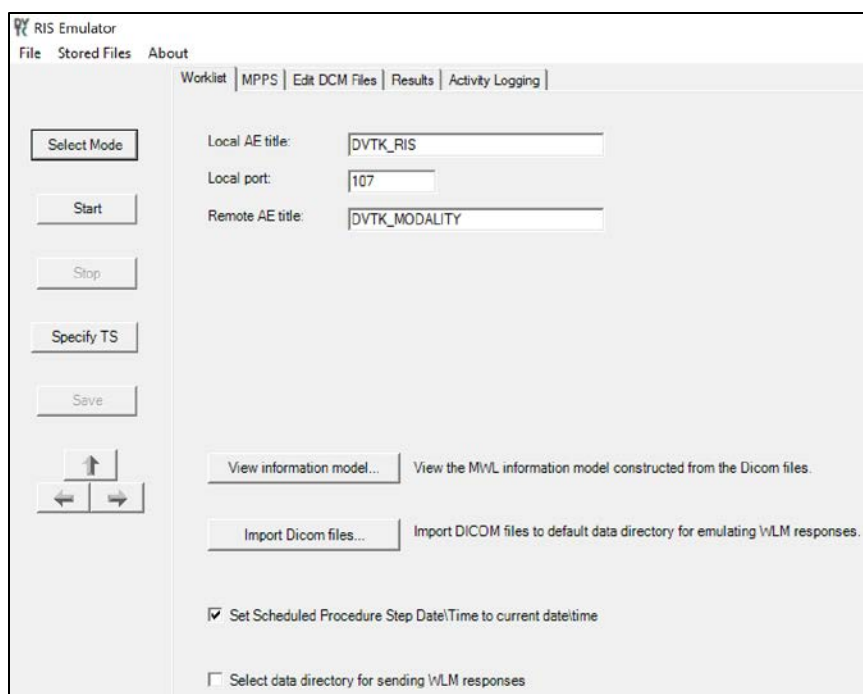 RIS Emulator
File Stored Files About
Worklist MPPS Edit DCM Files Results Activity Logging
Select Mode
Start
Stop
Specify TS
Save
Local AE title: DVTK_RIS
Local port: 107
Remote AE title: DVTK_MODALITY
View information model... View the MWL information model constructed from the Dicom files.
Import Dicom files... Import DICOM files to default data directory for emulating WLM responses.
Set Scheduled Procedure Step Date\Time to current date\time
Select data directory for sending WLM responses